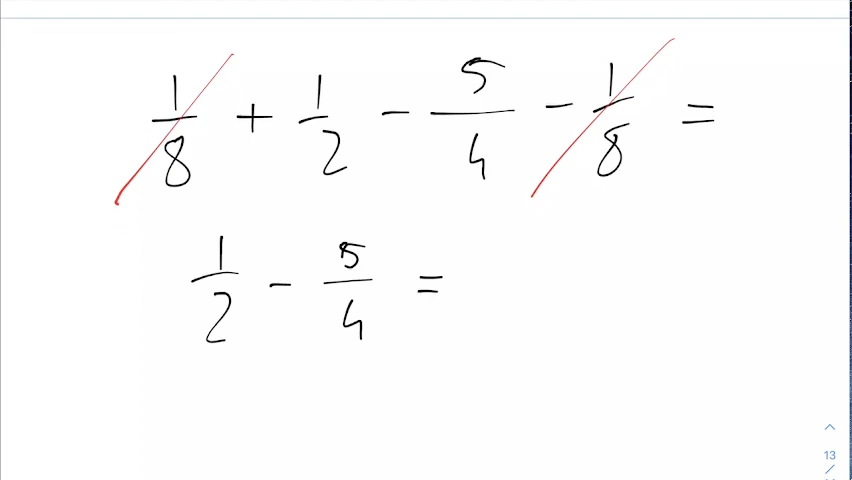 1/8 + 1/2 - 5/4 - 1/8 =
1/2 - 5/4 =
13
/